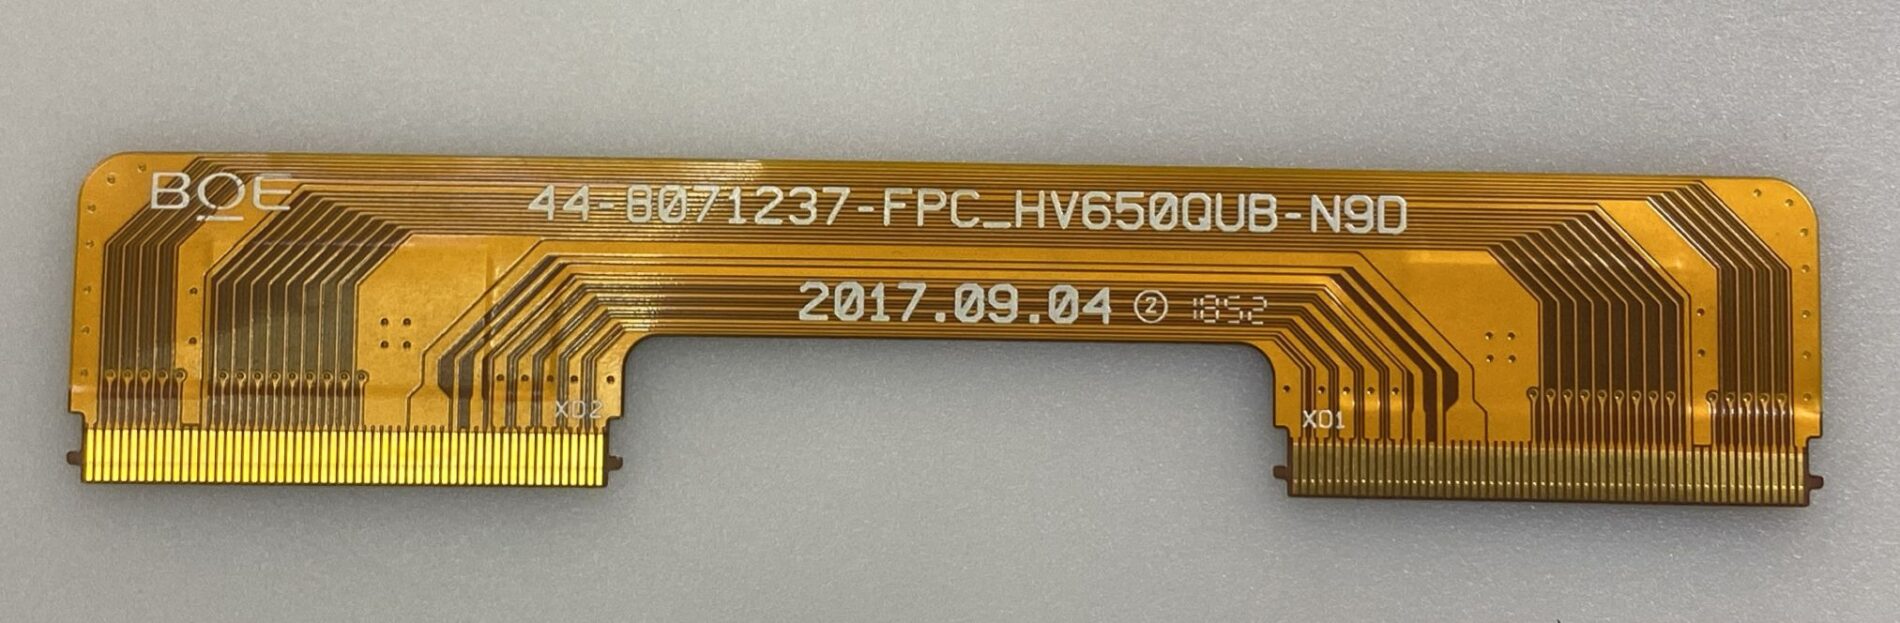 BOE 44-8071237-FPC_HV650QUB-N9D
2017.09.04 ② 1852
XD2
XD1